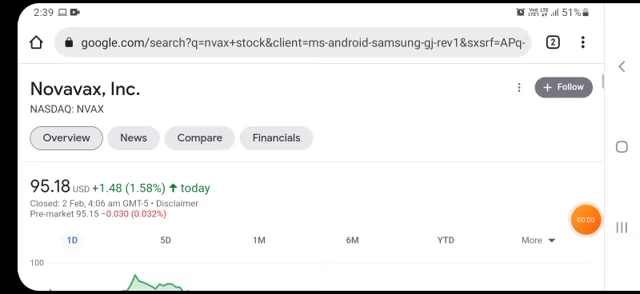 2:39 51%
google.com/search?q=nvax+stock&client=ms-android-samsung-gj-rev1&sxsrf=APq- 2
Novavax, Inc.
+ Follow
NASDAQ: NVAX
Overview News Compare Financials
95.18 USD +1.48 (1.58%) ↑ today
Closed: 2 Feb, 4:06 am GMT-5 • Disclaimer
Pre-market 95.15 −0.030 (0.032%)
00:00
1D 5D 1M 6M YTD More
100